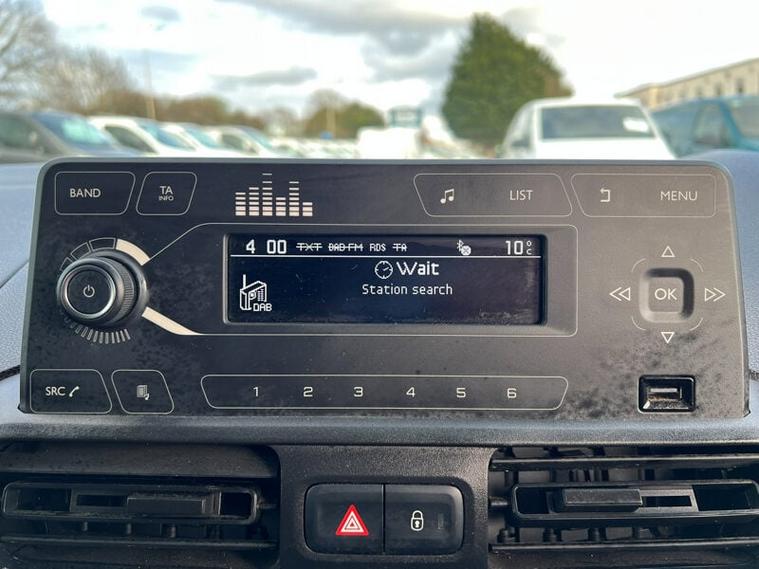 BAND
TA
INFO
LIST
MENU
4 00 TXT DAB-FM RDS TA 10°C
Wait
Station search
DAB
OK
SRC
1 2 3 4 5 6